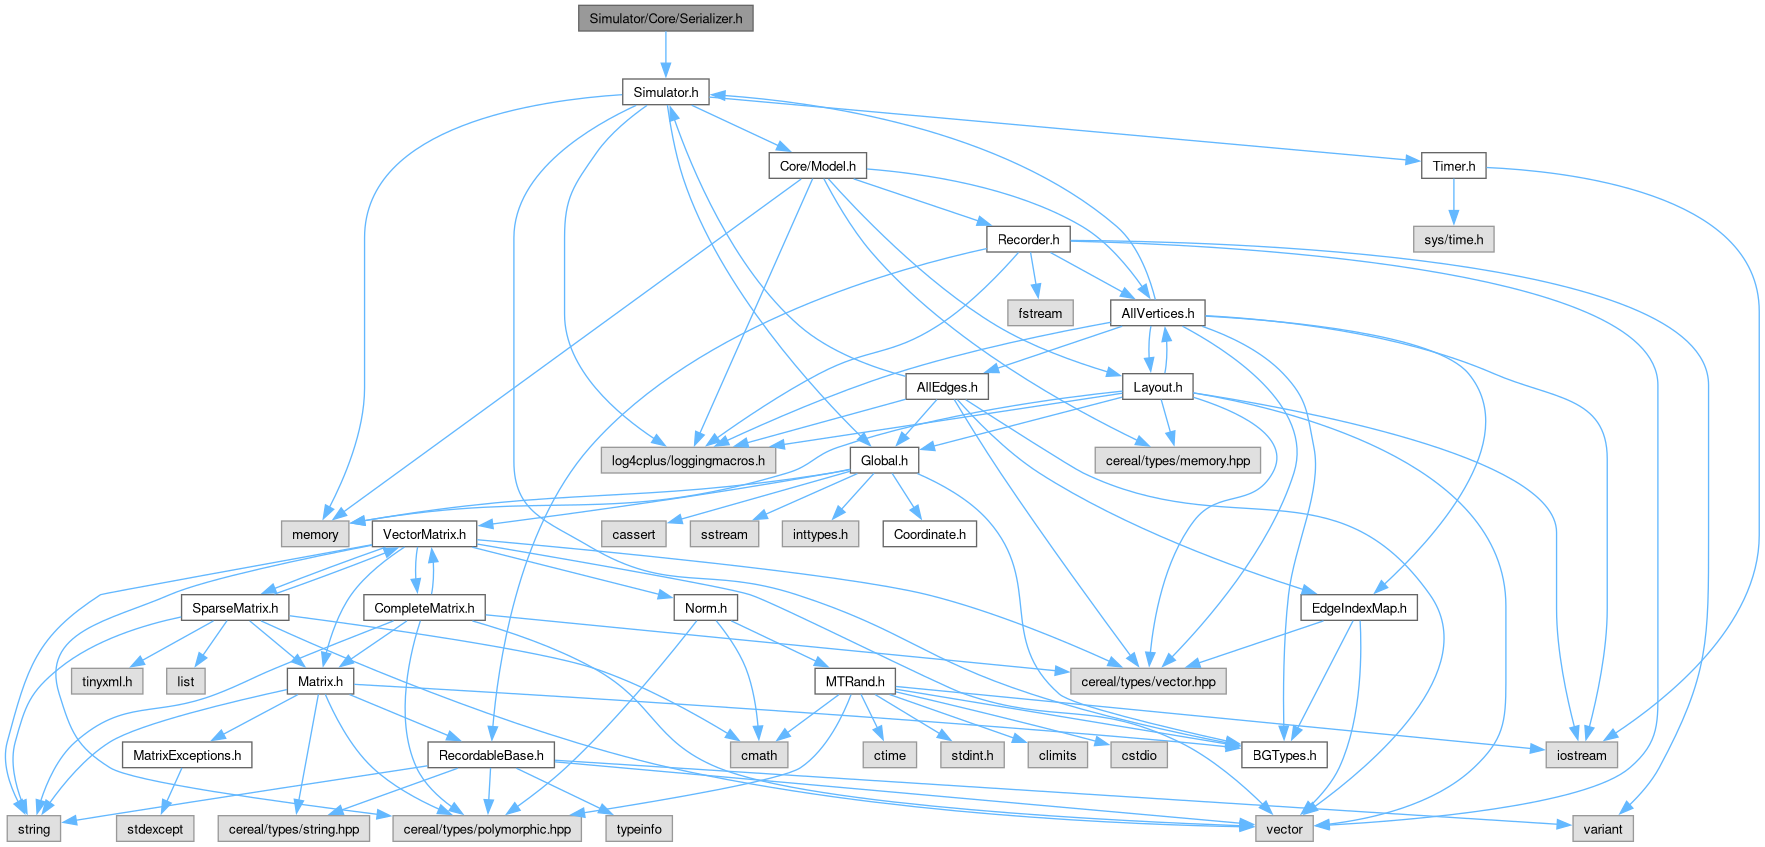 Simulator/Core/Serializer.h
Simulator.h
Core/Model.h
Timer.h
Recorder.h
sys/time.h
fstream
AllVertices.h
AllEdges.h
Layout.h
log4cplus/loggingmacros.h
Global.h
cereal/types/memory.hpp
memory
VectorMatrix.h
cassert
sstream
inttypes.h
Coordinate.h
SparseMatrix.h
CompleteMatrix.h
Norm.h
EdgeIndexMap.h
tinyxml.h
list
Matrix.h
MTRand.h
cereal/types/vector.hpp
MatrixExceptions.h
RecordableBase.h
cmath
ctime
stdint.h
climits
cstdio
BGTypes.h
iostream
string
stdexcept
cereal/types/string.hpp
cereal/types/polymorphic.hpp
typeinfo
vector
variant